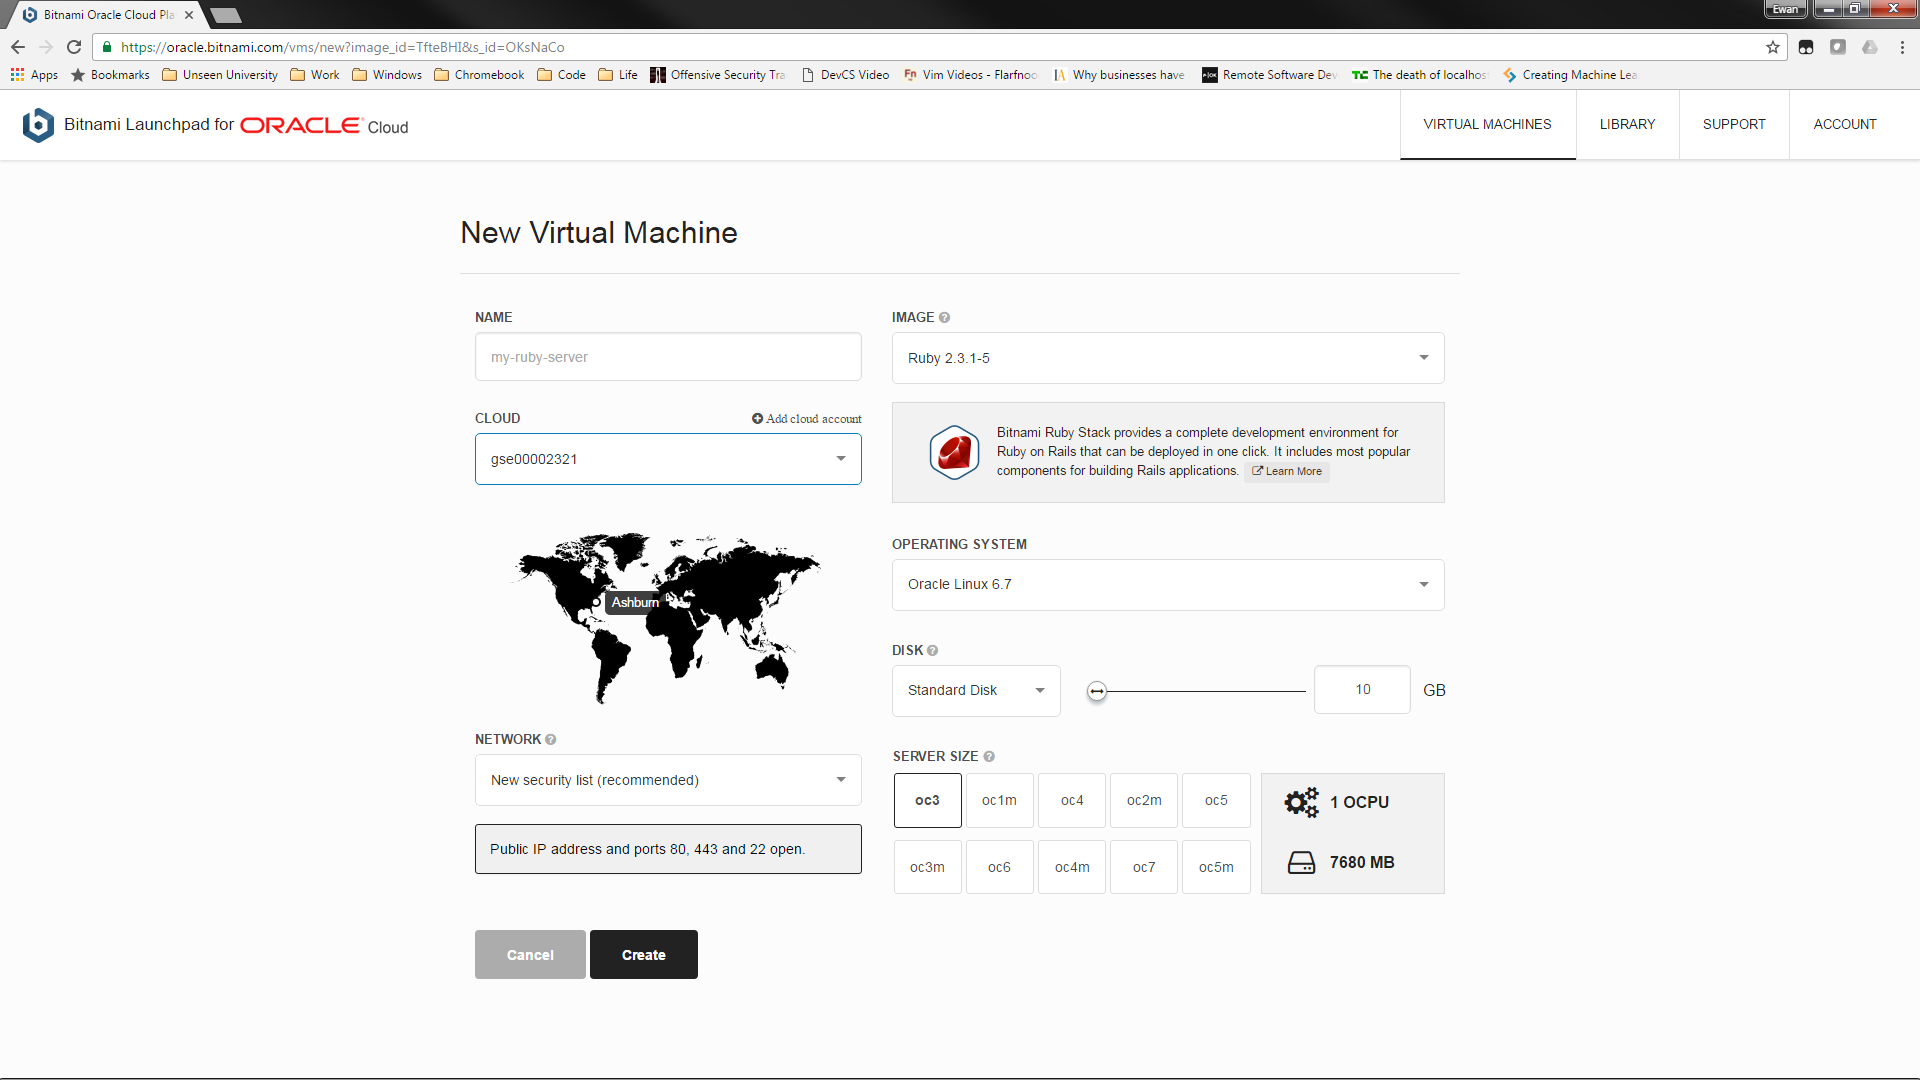 Bitnami Oracle Cloud Pla
Ewan
https://oracle.bitnami.com/vms/new?image_id=TfteBHI&s_id=OKsNaCo
Apps Bookmarks Unseen University Work Windows Chromebook Code Life Offensive Security Tra DevCS Video Vim Videos - Flarfnoo Why businesses have Remote Software Dev The death of localhos Creating Machine Lea
Bitnami Launchpad for ORACLE Cloud
VIRTUAL MACHINES LIBRARY SUPPORT ACCOUNT
New Virtual Machine
NAME
my-ruby-server
CLOUD Add cloud account
gse00002321
Ashburn
NETWORK
New security list (recommended)
Public IP address and ports 80, 443 and 22 open.
Cancel Create
IMAGE
Ruby 2.3.1-5
Bitnami Ruby Stack provides a complete development environment for
Ruby on Rails that can be deployed in one click. It includes most popular
components for building Rails applications. Learn More
OPERATING SYSTEM
Oracle Linux 6.7
DISK
Standard Disk 10 GB
SERVER SIZE
oc3 oc1m oc4 oc2m oc5
oc3m oc6 oc4m oc7 oc5m
1 OCPU
7680 MB